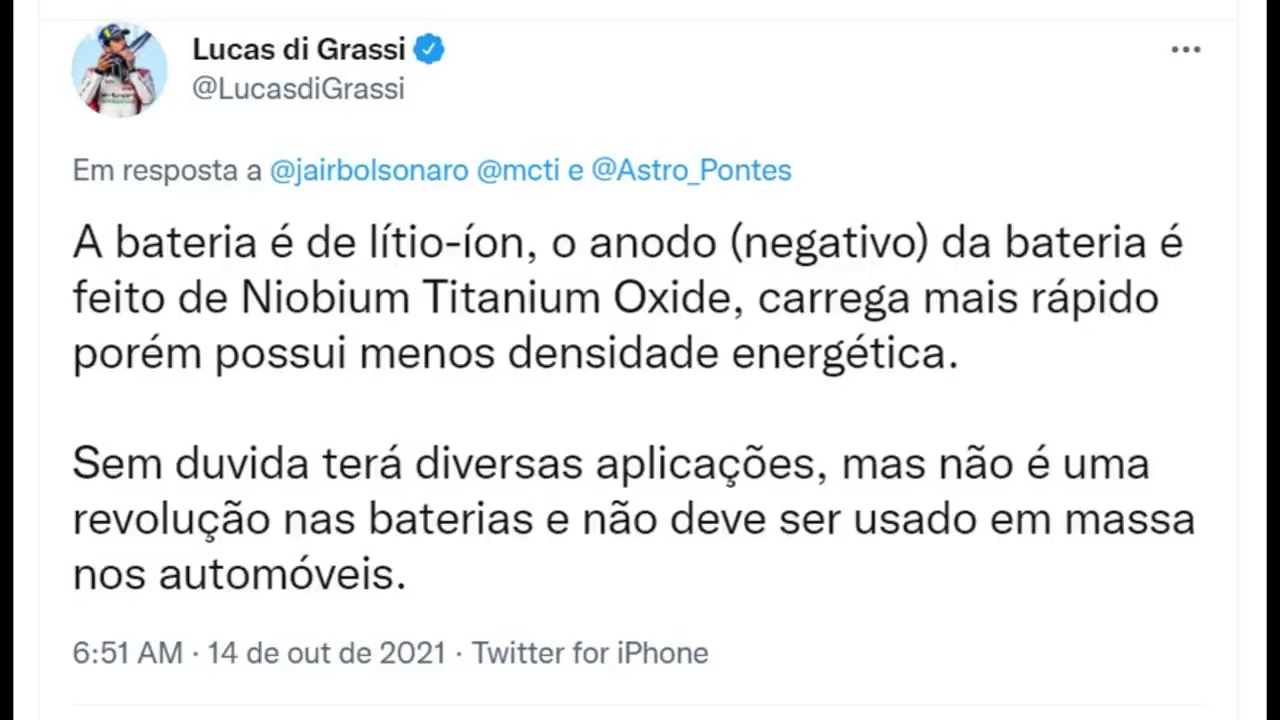 Lucas di Grassi
@LucasdiGrassi
Em resposta a @jairbolsonaro @mcti e @Astro_Pontes
A bateria é de lítio-íon, o anodo (negativo) da bateria é
feito de Niobium Titanium Oxide, carrega mais rápido
porém possui menos densidade energética.
Sem duvida terá diversas aplicações, mas não é uma
revolução nas baterias e não deve ser usado em massa
nos automóveis.
6:51 AM · 14 de out de 2021 · Twitter for iPhone